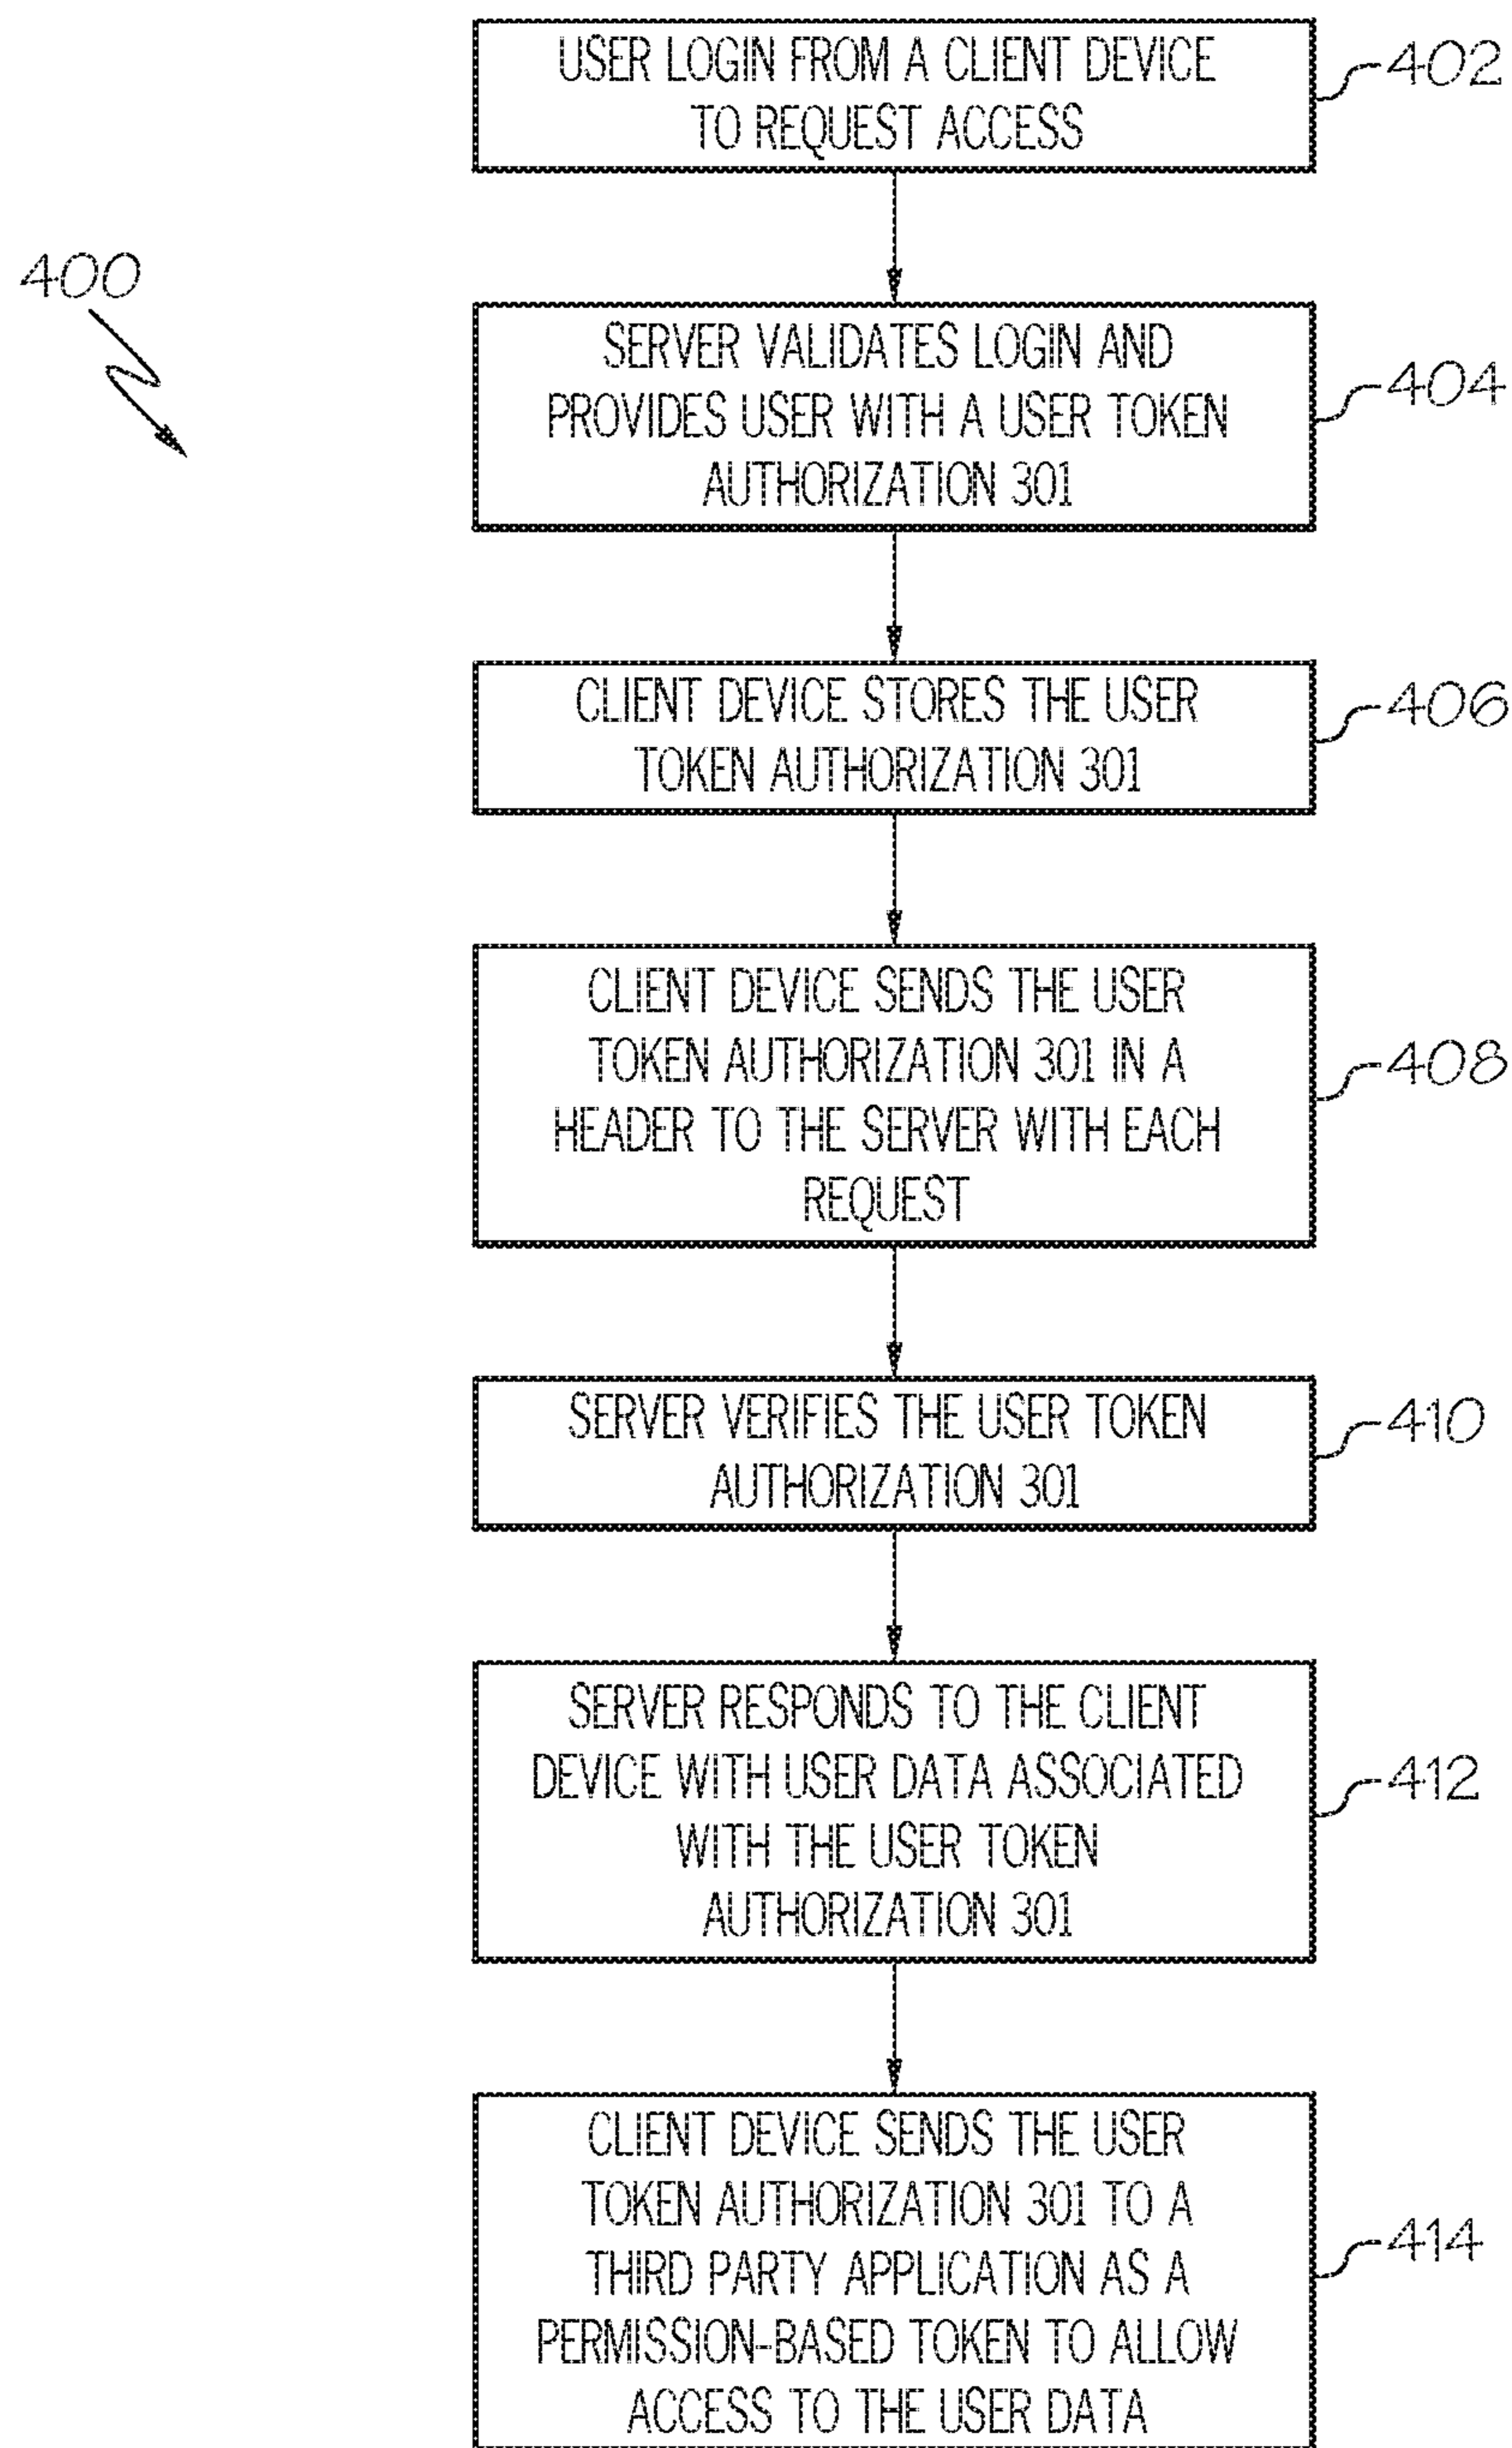 USER LOGIN FROM A CLIENT DEVICE
TO REQUEST ACCESS
402
400
SERVER VALIDATES LOGIN AND
PROVIDES USER WITH A USER TOKEN
AUTHORIZATION 301
404
CLIENT DEVICE STORES THE USER
TOKEN AUTHORIZATION 301
406
CLIENT DEVICE SENDS THE USER
TOKEN AUTHORIZATION 301 IN A
HEADER TO THE SERVER WITH EACH
REQUEST
408
SERVER VERIFIES THE USER TOKEN
AUTHORIZATION 301
410
SERVER RESPONDS TO THE CLIENT
DEVICE WITH USER DATA ASSOCIATED
WITH THE USER TOKEN
AUTHORIZATION 301
412
CLIENT DEVICE SENDS THE USER
TOKEN AUTHORIZATION 301 TO A
THIRD PARTY APPLICATION AS A
PERMISSION-BASED TOKEN TO ALLOW
ACCESS TO THE USER DATA
414